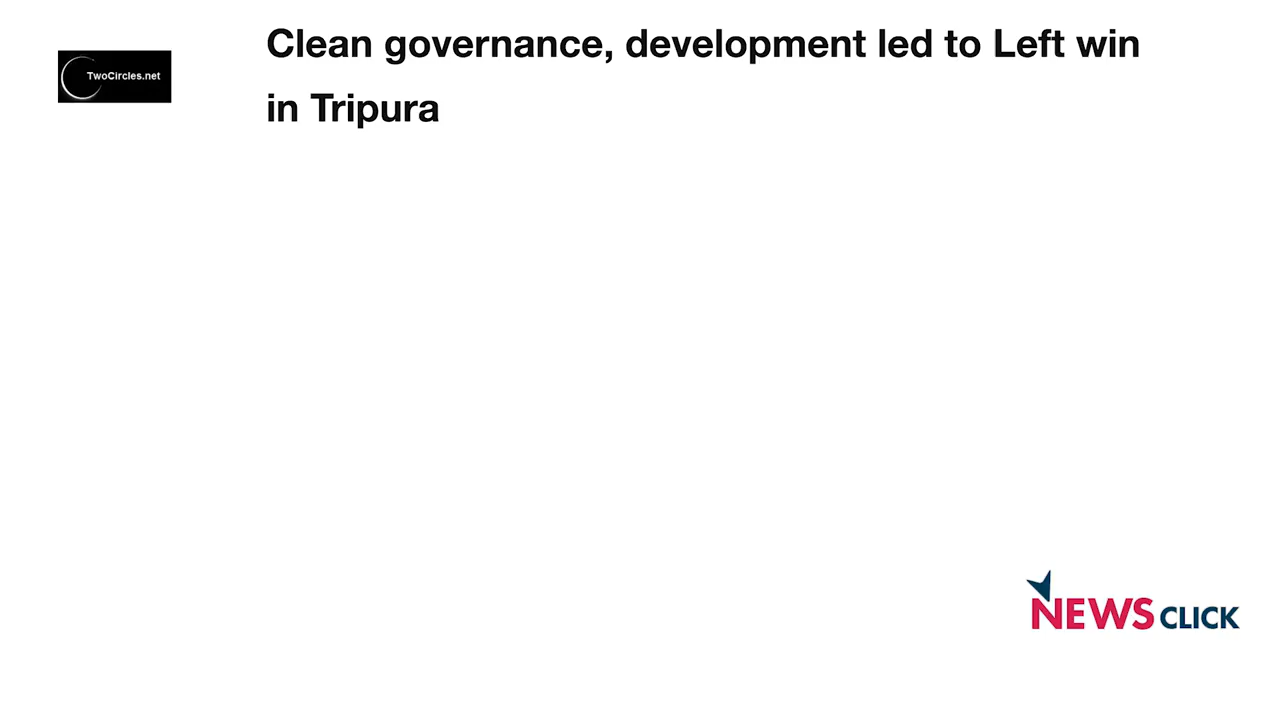 Clean governance, development led to Left win
in Tripura
TwoCircles.net
NEWS CLICK